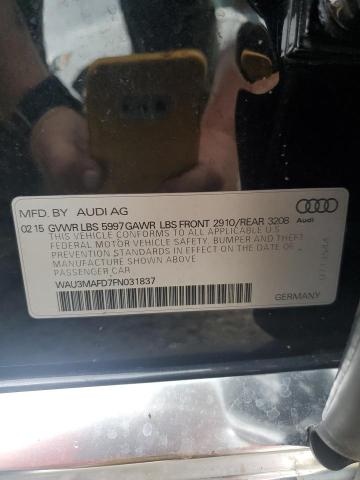 MFD. BY AUDI AG
Audi
02 15 GVWR LBS 5997 GAWR LBS FRONT 2910/REAR 3208
THIS VEHICLE CONFORMS TO ALL APPLICABLE U.S.
FEDERAL MOTOR VEHICLE SAFETY, BUMPER AND THEFT
PREVENTION STANDARDS IN EFFECT ON THE DATE OF
MANUFACTURE SHOWN ABOVE.
PASSENGER CAR
WAU3MAFD7FN031837
GERMANY